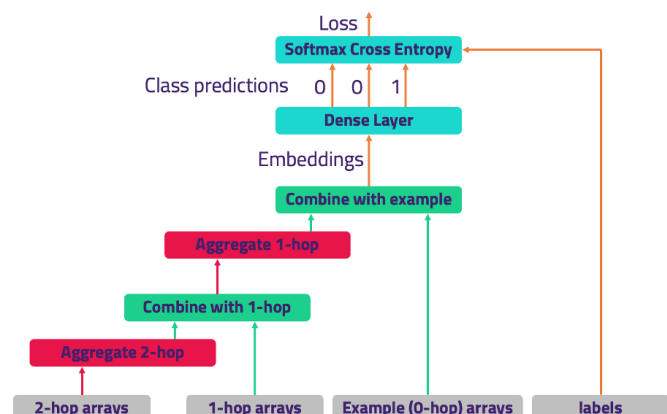 Loss
Softmax Cross Entropy
Class predictions 0 0 1
Dense Layer
Embeddings
Combine with example
Aggregate 1-hop
Combine with 1-hop
Aggregate 2-hop
2-hop arrays 1-hop arrays Example (0-hop) arrays labels